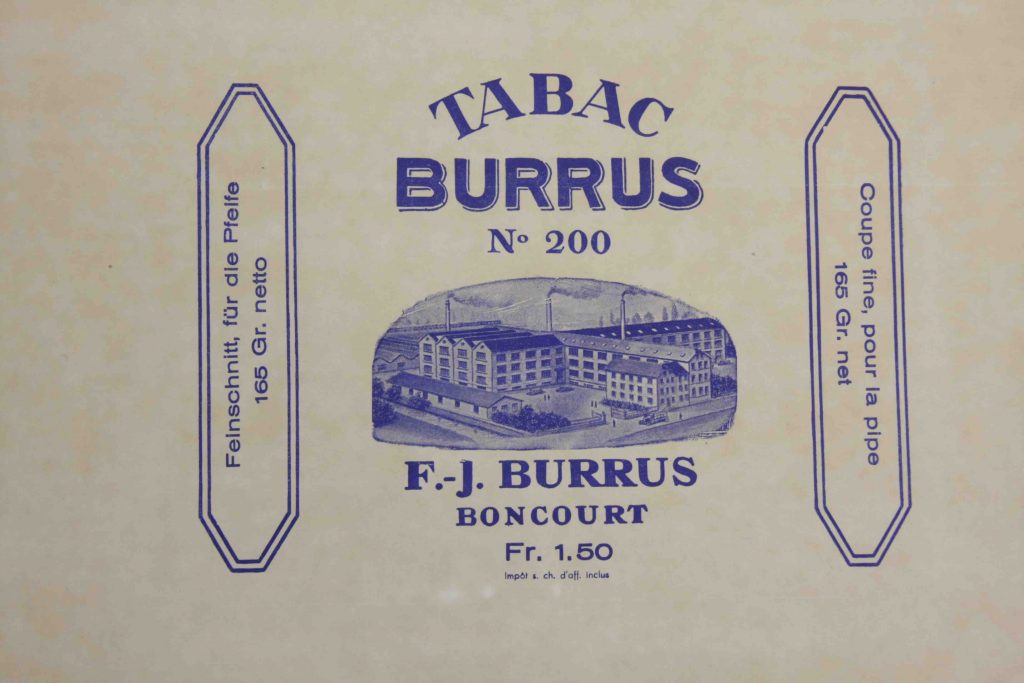 TABAC
BURRUS
No 200
F.-J. BURRUS
BONCOURT
Fr. 1.50
Impôt s. ch. d'aff. inclus
Feinschnitt, für die Pfeife
165 Gr. netto
Coupe fine, pour la pipe
165 Gr. net